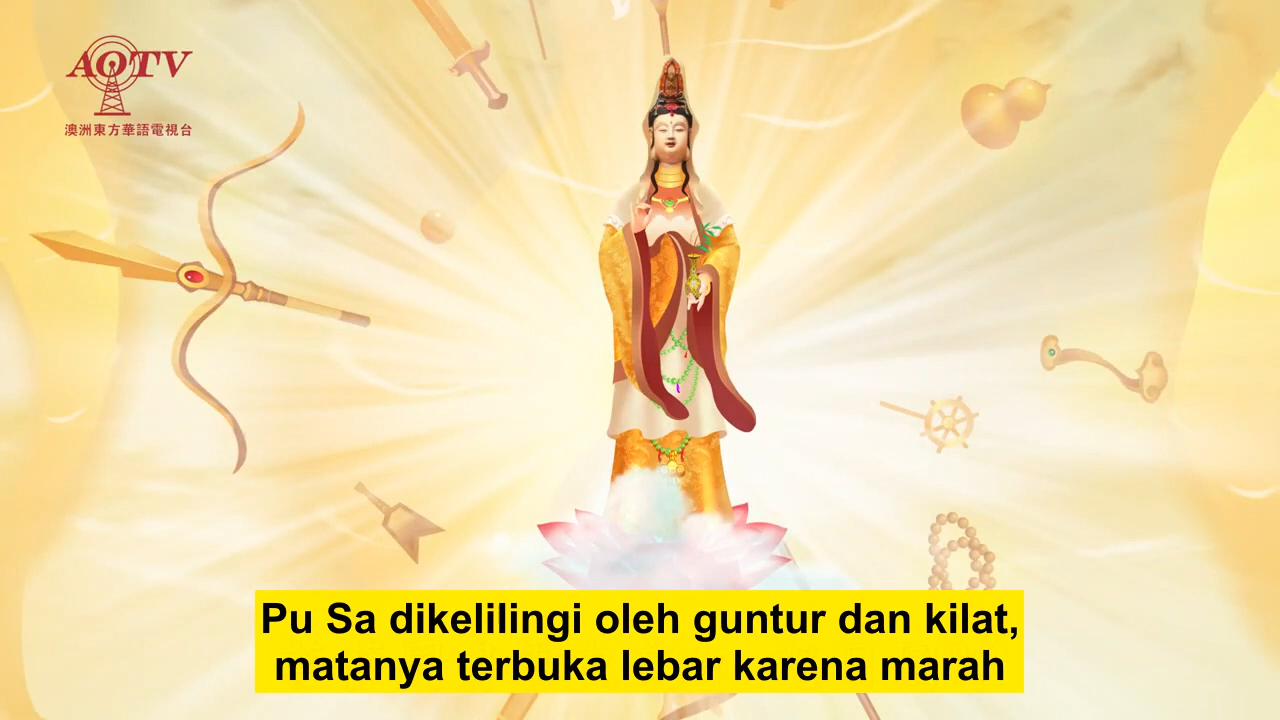 AOTV
澳洲東方華語電視台
Pu Sa dikelilingi oleh guntur dan kilat,
matanya terbuka lebar karena marah